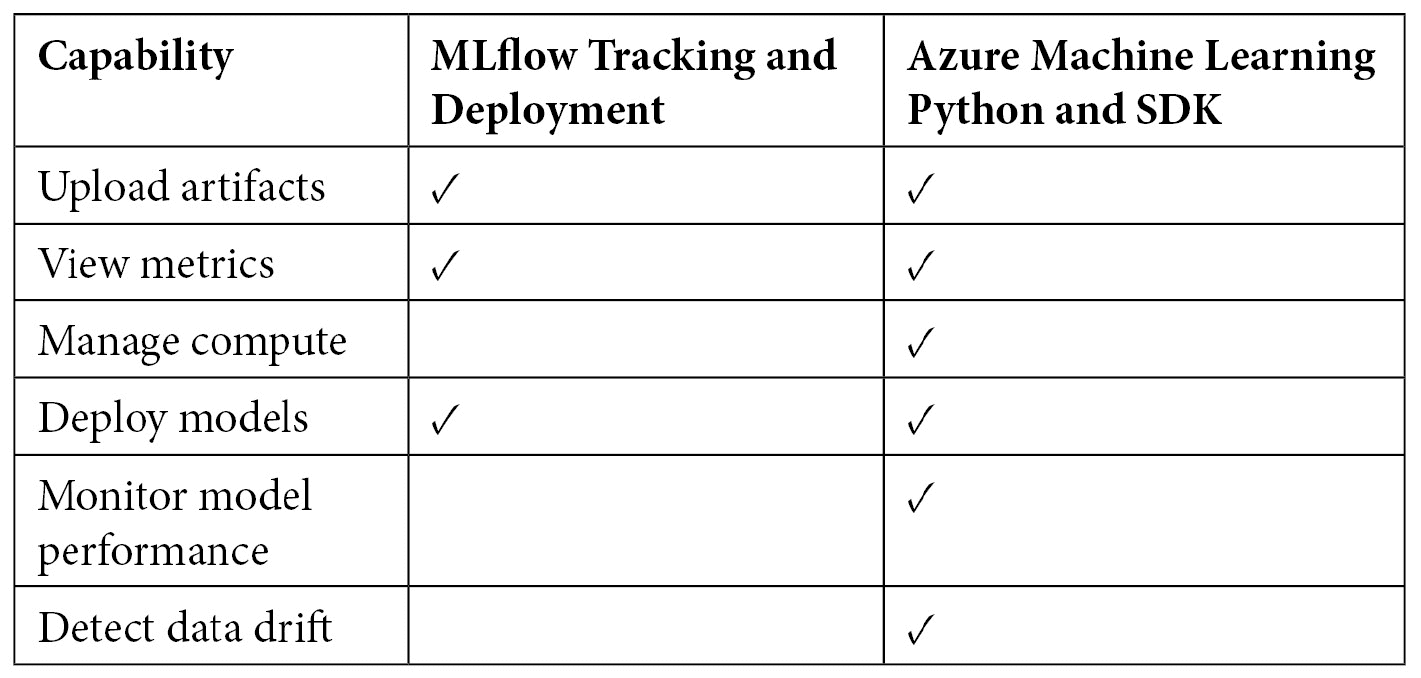 Capability
MLflow Tracking and
Deployment
Azure Machine Learning
Python and SDK
Upload artifacts ✓ ✓
View metrics ✓ ✓
Manage compute ✓
Deploy models ✓ ✓
Monitor model
performance
✓
Detect data drift ✓